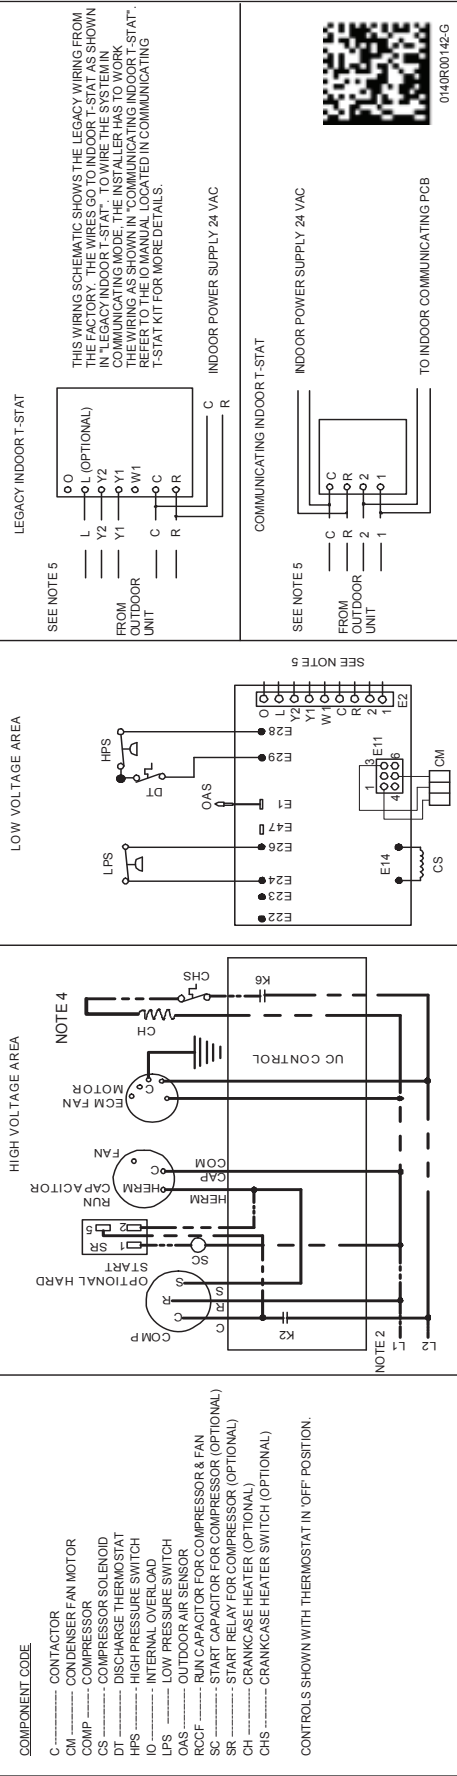 COMPONENT CODE
C ---------- CONTACTOR
CM ---------- CONDENSER FAN MOTOR
COMP -------- COMPRESSOR
CS ---------- COMPRESSOR SOLENOID
DT ---------- DISCHARGE THERMOSTAT
HPS --------- HIGH PRESSURE SWITCH
IO ---------- INTERNAL OVERLOAD
LPS --------- LOW PRESSURE SWITCH
OAS --------- OUTDOOR AIR SENSOR
RCCF -------- RUN CAPACITOR FOR COMPRESSOR & FAN
SC ---------- START CAPACITOR FOR COMPRESSOR (OPTIONAL)
SR ---------- START RELAY FOR COMPRESSOR (OPTIONAL)
CH ---------- CRANKCASE HEATER (OPTIONAL)
CHS --------- CRANKCASE HEATER SWITCH (OPTIONAL)
CONTROLS SHOWN WITH THERMOSTAT IN 'OFF' POSITION.
HIGH VOLTAGE AREA
NOTE 4
COMP
C
R
S
OPTIONAL HARD
START
SR
1
2
5
SC
RUN
CAPACITOR
HERM
C
FAN
ECM FAN
MOTOR
C
CH
CHS
C
R
S
HERM
CAP
COM
UC CONTROL
K2
K6
NOTE 2
L1
L2
LOW VOLTAGE AREA
LPS
HPS
DT
OAS
E22
E23
E24
E26
E47
E1
E29
E28
E14
CS
E11
1
3
4
6
CM
O
L
Y2
Y1
W1
C
R
2
1
E2
SEE NOTE 5
LEGACY INDOOR T-STAT
SEE NOTE 5
O
L (OPTIONAL)
Y2
Y1
W1
C
R
L
Y2
Y1
C
R
FROM
OUTDOOR
UNIT
C
R
INDOOR POWER SUPPLY 24 VAC
THIS WIRING SCHEMATIC SHOWS THE LEGACY WIRING FROM
THE FACTORY. THE WIRES GO TO INDOOR T-STAT AS SHOWN
IN "LEGACY INDOOR T-STAT". TO WIRE THE SYSTEM IN
COMMUNICATING MODE, THE INSTALLER HAS TO WORK
THE WIRING AS SHOWN IN "COMMUNICATING INDOOR T-STAT".
REFER TO THE IO MANUAL LOCATED IN COMMUNICATING
T-STAT KIT FOR MORE DETAILS.
COMMUNICATING INDOOR T-STAT
SEE NOTE 5
INDOOR POWER SUPPLY 24 VAC
C
R
2
1
C
R
2
1
FROM
OUTDOOR
UNIT
TO INDOOR COMMUNICATING PCB
0140R00142-G